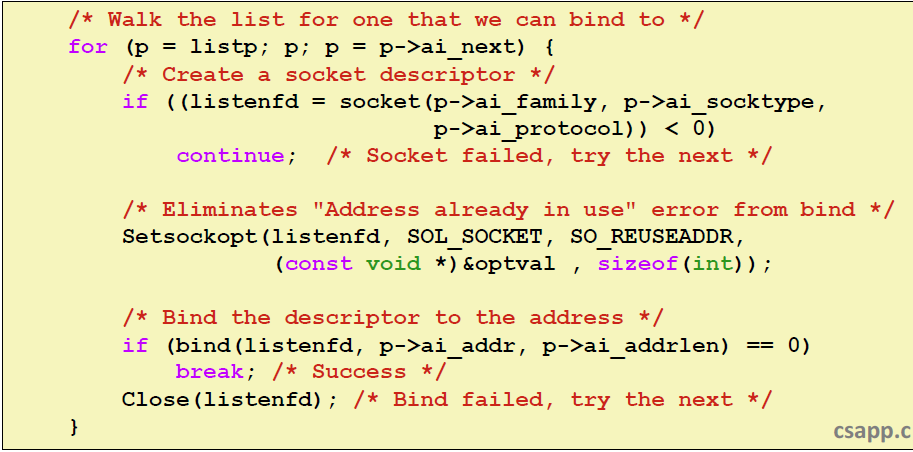 /* Walk the list for one that we can bind to */
for (p = listp; p; p = p->ai_next) {
/* Create a socket descriptor */
if ((listenfd = socket(p->ai_family, p->ai_socktype,
p->ai_protocol)) < 0)
continue; /* Socket failed, try the next */
/* Eliminates "Address already in use" error from bind */
Setsockopt(listenfd, SOL_SOCKET, SO_REUSEADDR,
(const void *)&optval , sizeof(int));
/* Bind the descriptor to the address */
if (bind(listenfd, p->ai_addr, p->ai_addrlen) == 0)
break; /* Success */
Close(listenfd); /* Bind failed, try the next */
}
csapp.c